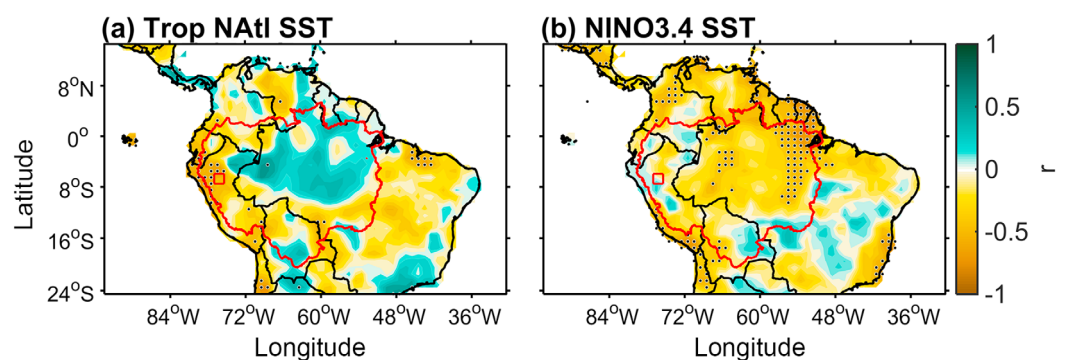 (a) Trop NAtl SST
(b) NINO3.4 SST
Latitude
8°N
0°
8°S
16°S
24°S
84°W 72°W 60°W 48°W 36°W
Longitude
84°W 72°W 60°W 48°W 36°W
Longitude
1
0.5
0
-0.5
-1
r